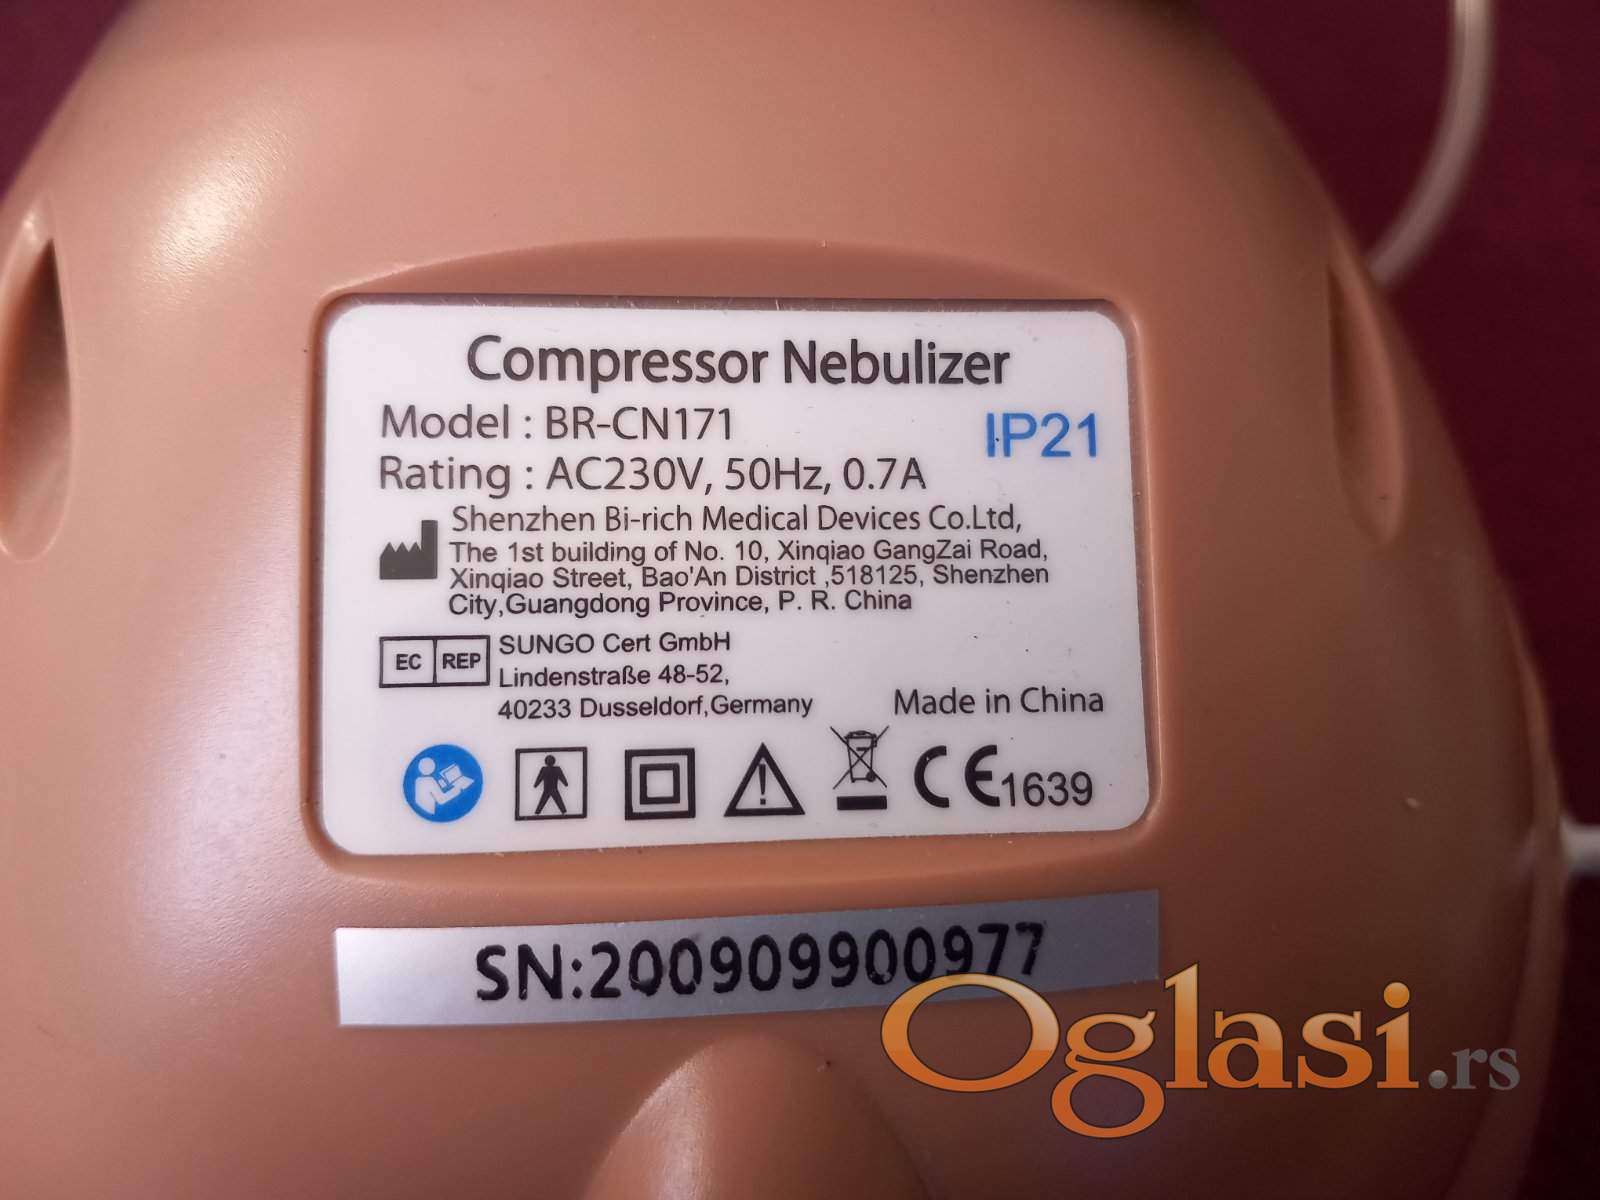 Compressor Nebulizer
Model : BR-CN171
IP21
Rating : AC230V, 50Hz, 0.7A
Shenzhen Bi-rich Medical Devices Co.Ltd,
The 1st building of No. 10, Xinqiao GangZai Road,
Xinqiao Street, Bao'An District ,518125, Shenzhen
City,Guangdong Province, P. R. China
EC REP
SUNGO Cert GmbH
Lindenstraße 48-52,
40233 Dusseldorf,Germany
Made in China
CE1639
SN:200909900977
Oglasi.rs